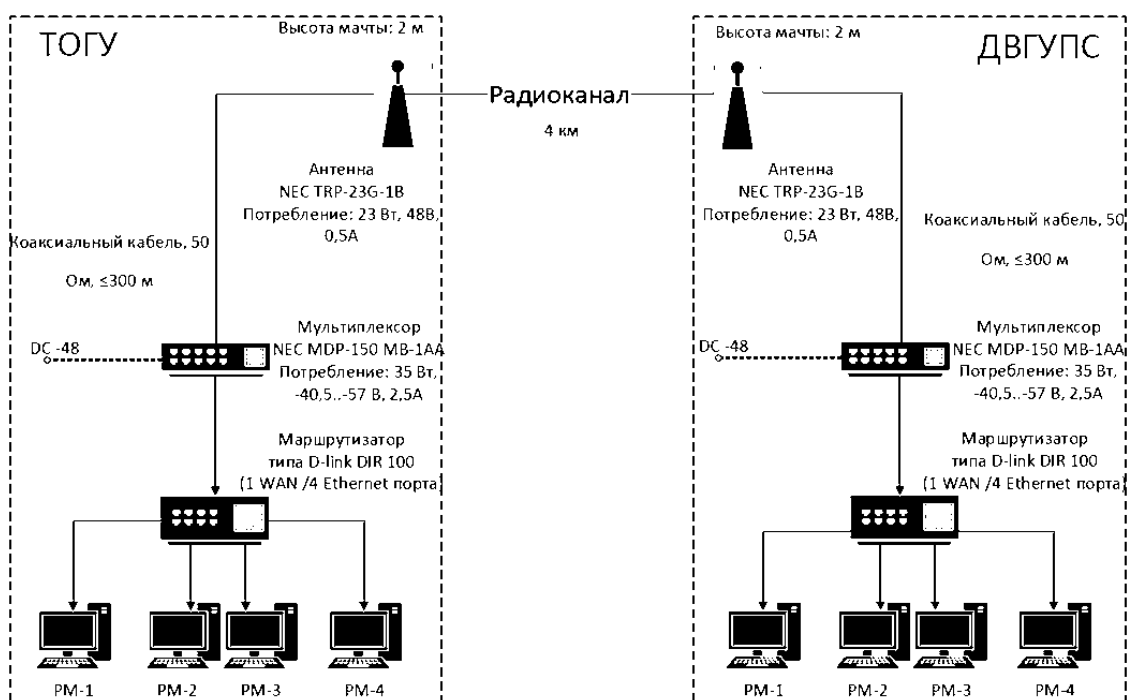 ТОГУ
Высота мачты: 2 м
Антенна
NEC TRP-23G-1B
Потребление: 23 Вт, 48В,
0,5А
Коаксиальный кабель, 50
Ом, ≤300 м
DC -48
Мультиплексор
NEC MDP-150 MB-1AA
Потребление: 35 Вт,
-40,5..-57 В, 2,5А
Маршрутизатор
типа D-link DIR 100
(1 WAN /4 Ethernet порта)
РМ-1
РМ-2
РМ-3
РМ-4
Радиоканал
4 км
Высота мачты: 2 м
ДВГУПС
Антенна
NEC TRP-23G-1B
Потребление: 23 Вт, 48В,
0,5А
Коаксиальный кабель, 50
Ом, ≤300 м
DC -48
Мультиплексор
NEC MDP-150 MB-1AA
Потребление: 35 Вт,
-40,5..-57 В, 2,5А
Маршрутизатор
типа D-link DIR 100
(1 WAN /4 Ethernet порта)
РМ-1
РМ-2
РМ-3
РМ-4